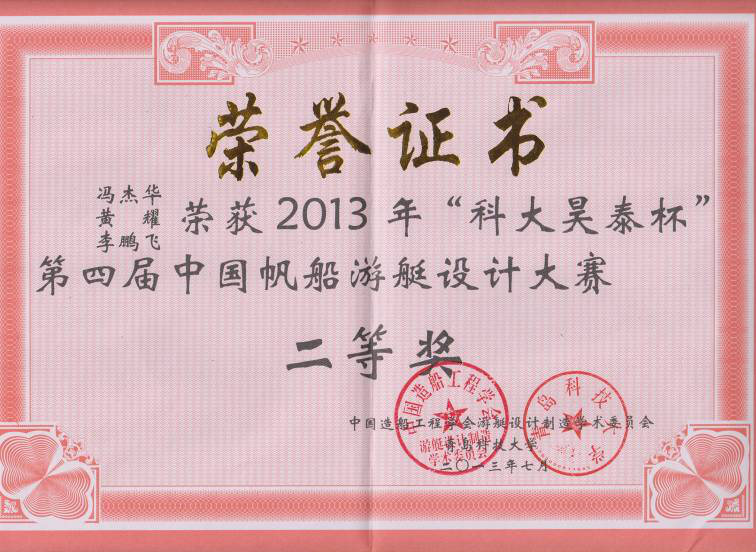 荣誉证书
冯杰华
黄耀
李鹏飞
荣获2013年“科大昊泰杯”
第四届中国帆船游艇设计大赛
二等奖
中国造船工程学会游艇设计制造学术委员会
青岛科技大学
二〇一三年七月
中国造船工程学会
游艇设计制造
学术委员会
青岛科技大学